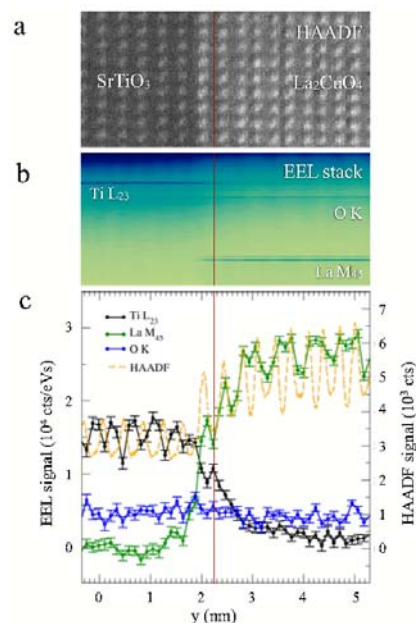 a
HAADF
SrTiO₃
La₂CuO₄
b
EEL stack
Ti L₂₃
O K
La M₄₅
c
Ti L₂₃
La M₄₅
O K
HAADF
3
2
1
0
EEL signal (10⁴ cts/eVs)
7
6
5
4
3
2
1
0
HAADF signal (10³ cts)
0
1
2
3
4
5
y (nm)